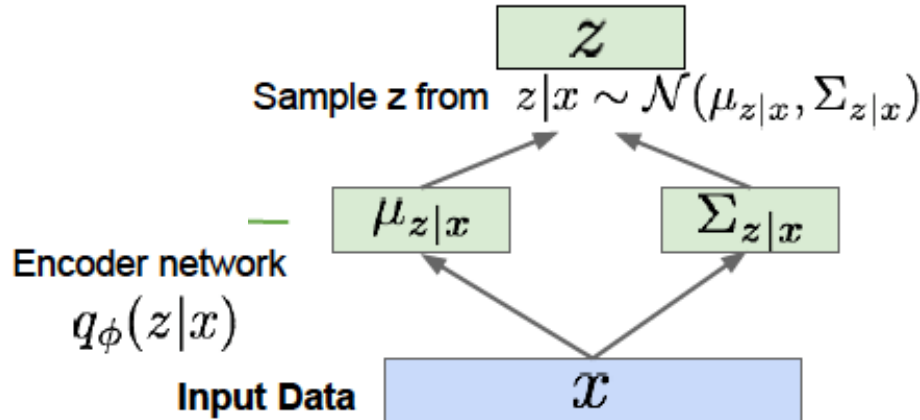 z
Sample z from z|x ∼ 𝒩(μ_{z|x}, Σ_{z|x})
μ_{z|x} Σ_{z|x}
Encoder network
q_ϕ(z|x)
Input Data x